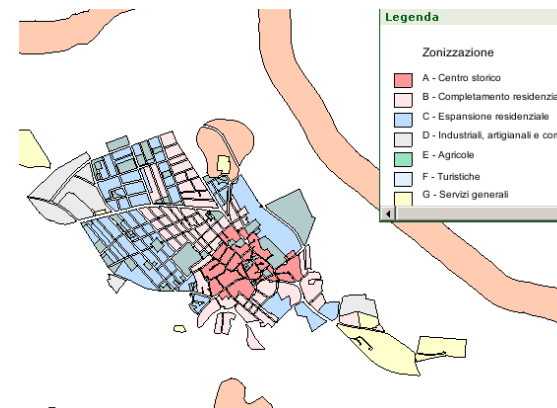 Legenda
Zonizzazione
A - Centro storico
B - Completamento residenzia
C - Espansione residenziale
D - Industriali, artigianali e con
E - Agricole
F - Turistiche
G - Servizi generali